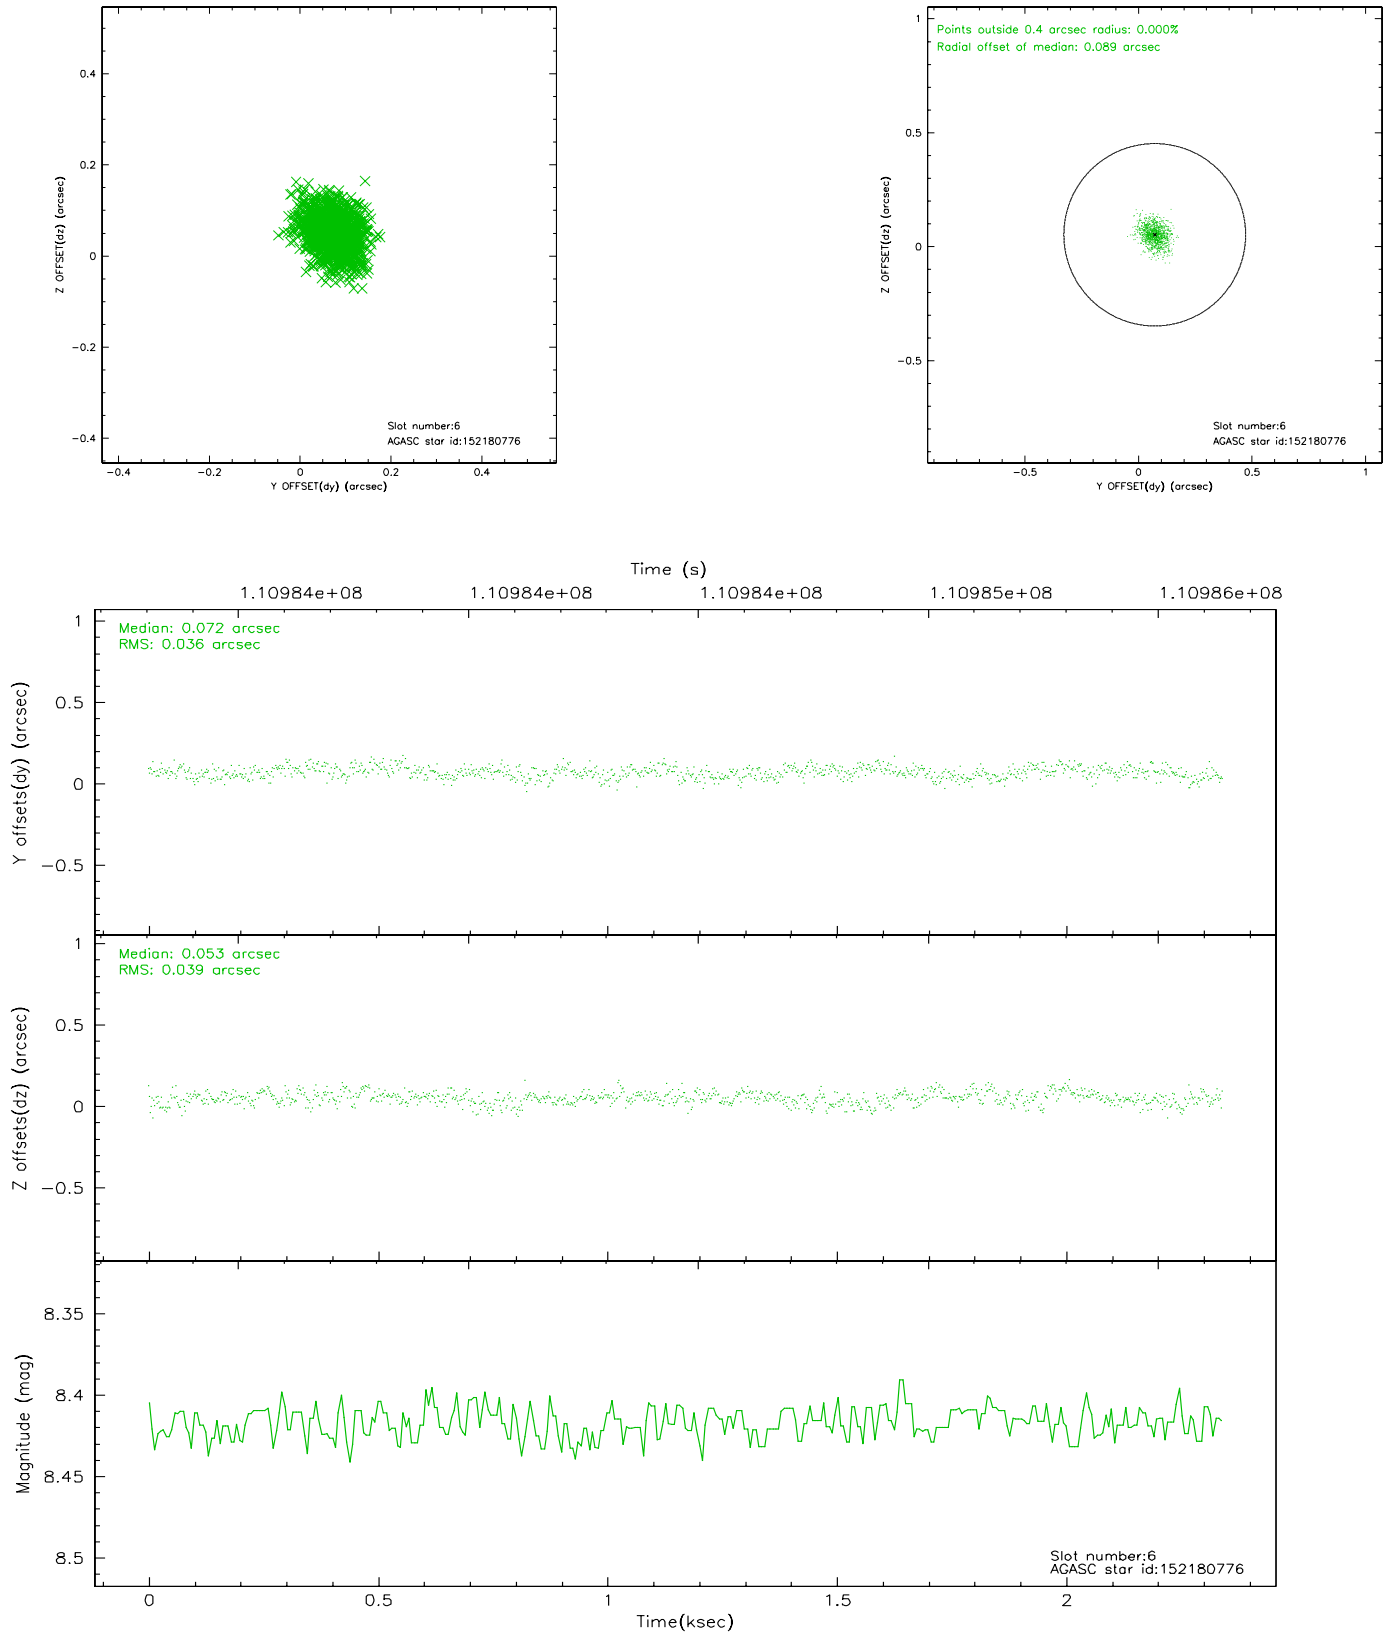 0.4
0.2
0
−0.2
−0.4
Z OFFSET(dz) (arcsec)
Slot number:6
AGASC star id:152180776
−0.4 −0.2 0 0.2 0.4
Y OFFSET(dy) (arcsec)
Points outside 0.4 arcsec radius: 0.000%
Radial offset of median: 0.089 arcsec
1
0.5
0
−0.5
Z OFFSET(dz) (arcsec)
Slot number:6
AGASC star id:152180776
−0.5 0 0.5 1
Y OFFSET(dy) (arcsec)
Time (s)
1.10984e+08 1.10984e+08 1.10984e+08 1.10985e+08 1.10986e+08
Median: 0.072 arcsec
RMS: 0.036 arcsec
1
0.5
0
−0.5
Y offsets(dy) (arcsec)
Median: 0.053 arcsec
RMS: 0.039 arcsec
1
0.5
0
−0.5
Z offsets(dz) (arcsec)
8.35
8.4
8.45
8.5
Magnitude (mag)
Slot number:6
AGASC star id:152180776
0 0.5 1 1.5 2
Time(ksec)